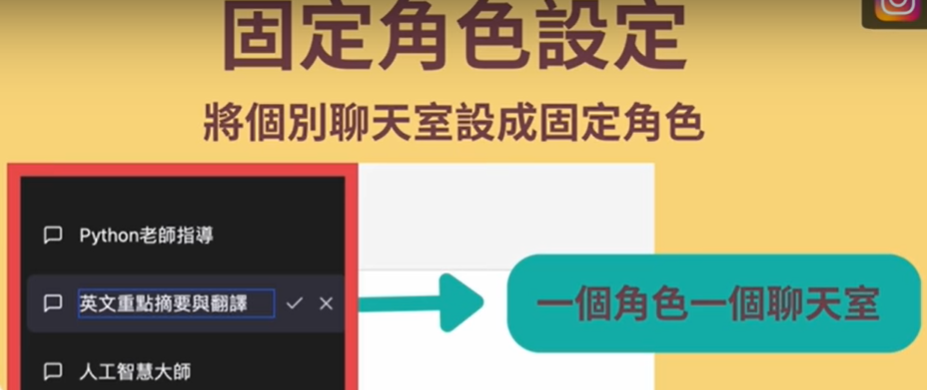 固定角色設定
將個別聊天室設成固定角色
Python老師指導
英文重點摘要與翻譯
一個角色一個聊天室
人工智慧大師